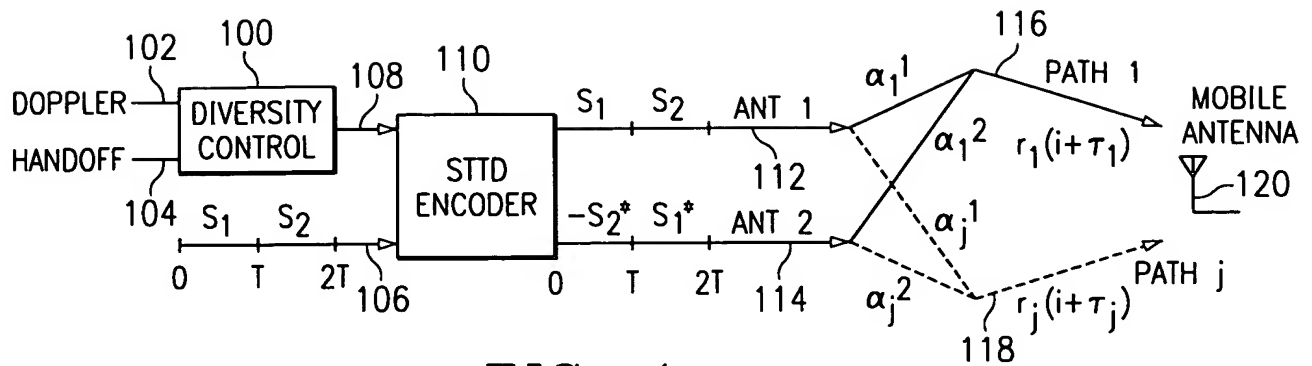 102
100
108
110
116
DOPPLER
DIVERSITY
CONTROL
HANDOFF
104
STTD
ENCODER
S₁ S₂ ANT 1
112
α₁¹
α₁²
PATH 1
r₁(i+τ₁)
MOBILE
ANTENNA
120
S₁ S₂
0 T 2T
106
-S₂* S₁* ANT 2
0 T 2T
114
αⱼ¹
αⱼ²
118
rⱼ(i+τⱼ)
PATH j